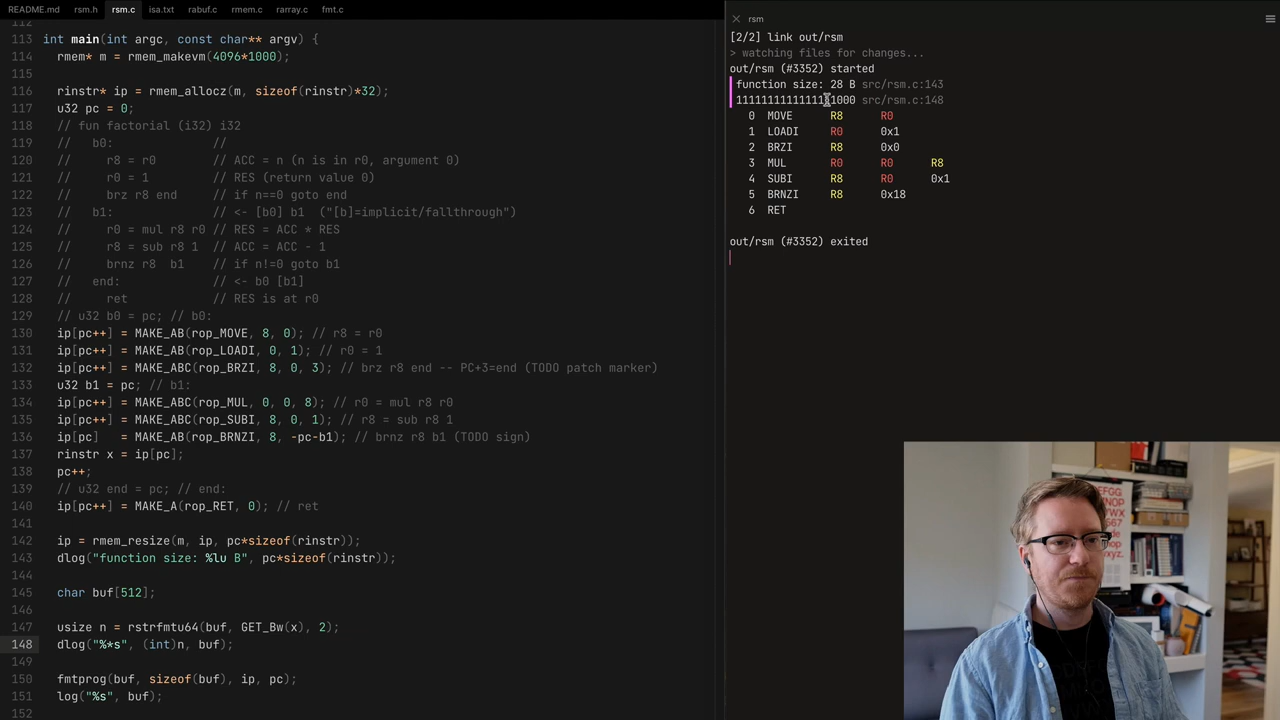 README.md rsm.h rsm.c isa.txt rabuf.c rmem.c rarray.c fmt.c
112
113 int main(int argc, const char** argv) {
114 rmem* m = rmem_makevm(4096*1000);
115
116 rinstr* ip = rmem_allocz(m, sizeof(rinstr)*32);
117 u32 pc = 0;
118 // fun factorial (i32) i32
119 // b0: //
120 // r8 = r0 // ACC = n (n is in r0, argument 0)
121 // r0 = 1 // RES (return value 0)
122 // brz r8 end // if n==0 goto end
123 // b1: // <- [b0] b1 ("[b]=implicit/fallthrough")
124 // r0 = mul r8 r0 // RES = ACC * RES
125 // r8 = sub r8 1 // ACC = ACC - 1
126 // brnz r8 b1 // if n!=0 goto b1
127 // end: // <- b0 [b1]
128 // ret // RES is at r0
129 // u32 b0 = pc; // b0:
130 ip[pc++] = MAKE_AB(rop_MOVE, 8, 0); // r8 = r0
131 ip[pc++] = MAKE_AB(rop_LOADI, 0, 1); // r0 = 1
132 ip[pc++] = MAKE_ABC(rop_BRZI, 8, 0, 3); // brz r8 end -- PC+3=end (TODO patch marker)
133 u32 b1 = pc; // b1:
134 ip[pc++] = MAKE_ABC(rop_MUL, 0, 0, 8); // r0 = mul r8 r0
135 ip[pc++] = MAKE_ABC(rop_SUBI, 8, 0, 1); // r8 = sub r8 1
136 ip[pc] = MAKE_AB(rop_BRNZI, 8, -pc-b1); // brnz r8 b1 (TODO sign)
137 rinstr x = ip[pc];
138 pc++;
139 // u32 end = pc; // end:
140 ip[pc++] = MAKE_A(rop_RET, 0); // ret
141
142 ip = rmem_resize(m, ip, pc*sizeof(rinstr));
143 dlog("function size: %lu B", pc*sizeof(rinstr));
144
145 char buf[512];
146
147 usize n = rstrfmtu64(buf, GET_Bw(x), 2);
148 dlog("%*s", (int)n, buf);
149
150 fmtprog(buf, sizeof(buf), ip, pc);
151 log("%s", buf);
152
rsm
[2/2] link out/rsm
> watching files for changes...
out/rsm (#3352) started
function size: 28 B src/rsm.c:143
src/rsm.c:148
0 MOVE R8 R0
1 LOADI R0 0x1
2 BRZI R8 0x0
3 MUL R0 R0 R8
4 SUBI R8 R0 0x1
5 BRNZI R8 0x18
6 RET
out/rsm (#3352) exited